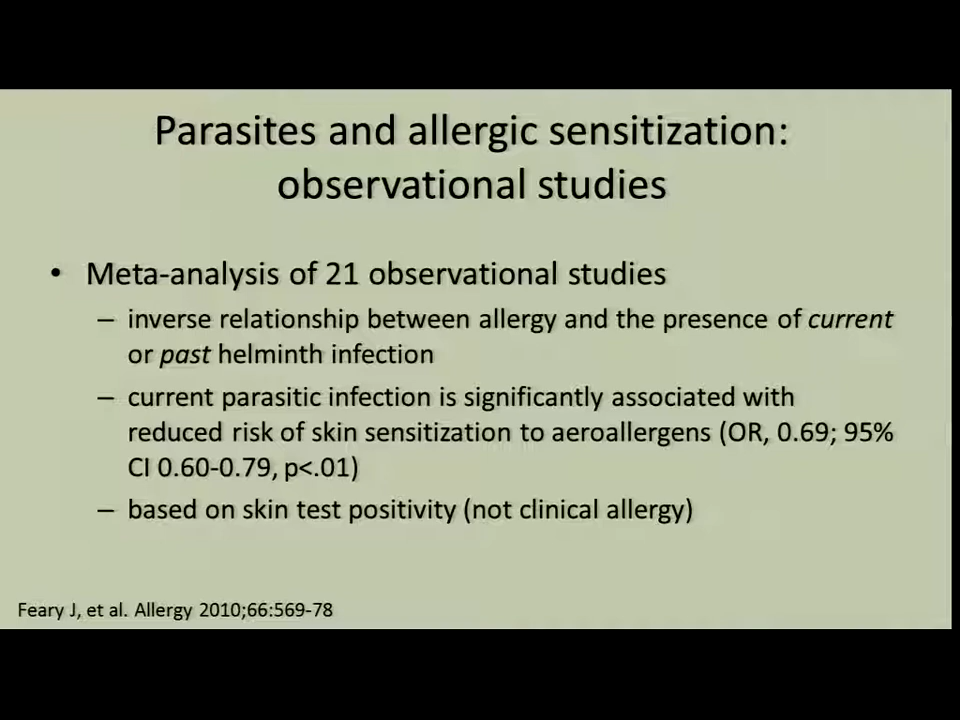 Parasites and allergic sensitization:
observational studies
• Meta-analysis of 21 observational studies
– inverse relationship between allergy and the presence of current
or past helminth infection
– current parasitic infection is significantly associated with
reduced risk of skin sensitization to aeroallergens (OR, 0.69; 95%
CI 0.60-0.79, p<.01)
– based on skin test positivity (not clinical allergy)
Feary J, et al. Allergy 2010;66:569-78